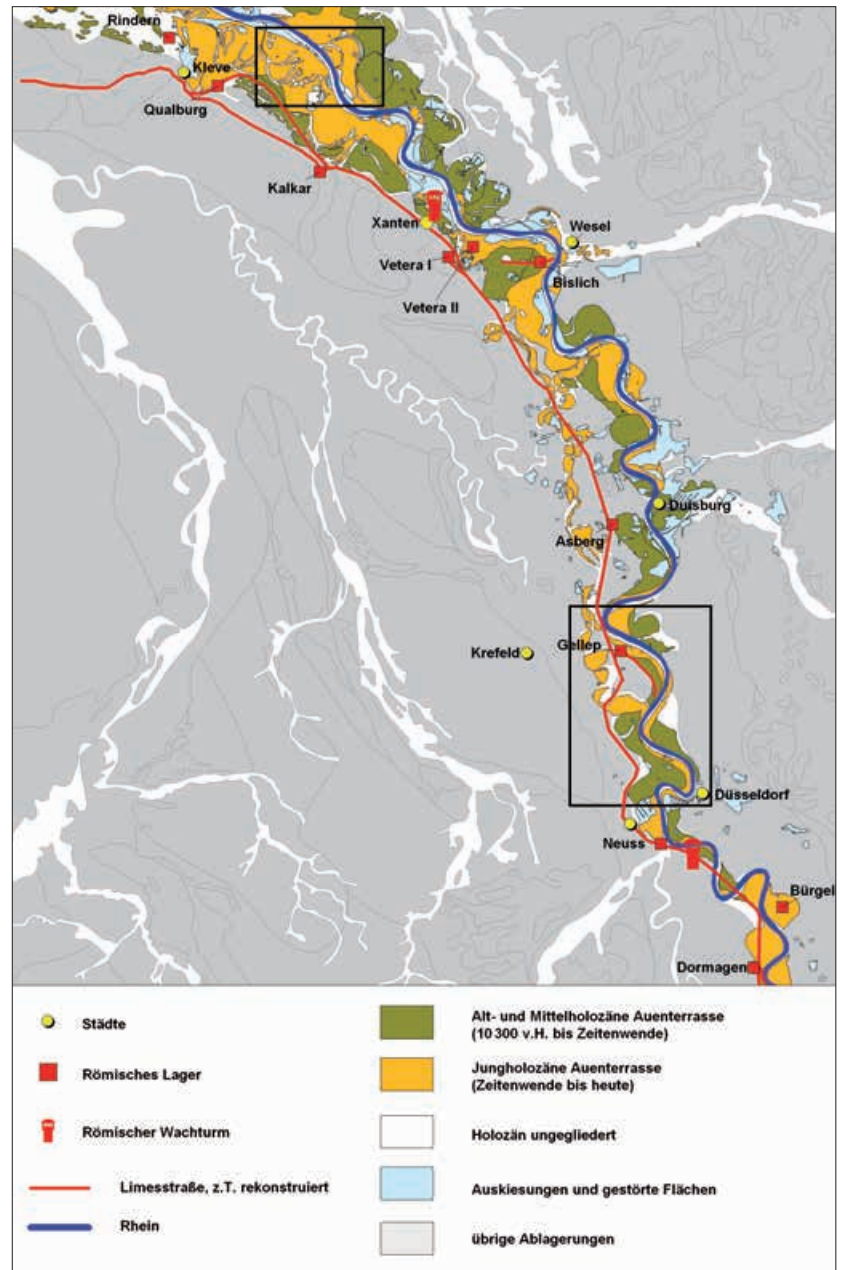 Rindern
Kleve
Qualburg
Kalkar
Xanten
Wesel
Vetera I
Bislich
Vetera II
Duisburg
Asberg
Gellep
Krefeld
Düsseldorf
Neuss
Bürgel
Dormagen
Städte
Römisches Lager
Römischer Wachturm
Limesstraße, z.T. rekonstruiert
Rhein
Alt- und Mittelholozäne Auenterrasse
(10 300 v.H. bis Zeitenwende)
Jungholozäne Auenterrasse
(Zeitenwende bis heute)
Holozän ungegliedert
Auskiesungen und gestörte Flächen
übrige Ablagerungen